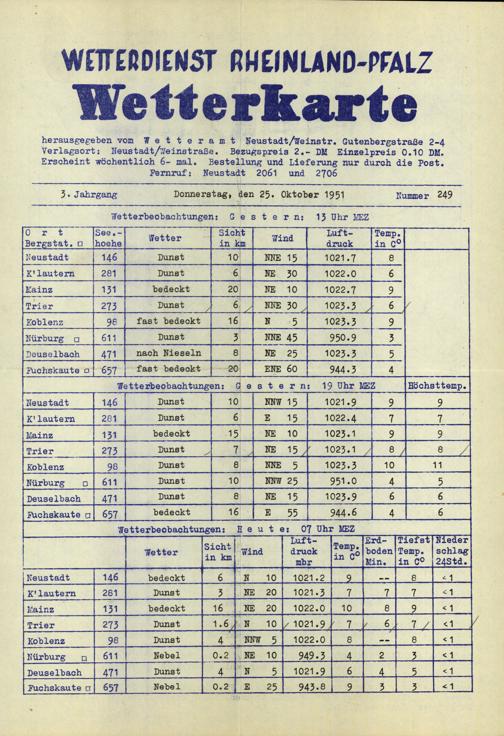 WETTERDIENST RHEINLAND-PFALZ
Wetterkarte
herausgegeben vom W e t t e r a m t Neustadt/Weinstr. Gutenbergstraße 2-4
Verlagsort: Neustadt/Weinstraße. Bezugspreis 2.- DM Einzelpreis 0.10 DM.
Erscheint wöchentlich 6- mal. Bestellung und Lieferung nur durch die Post.
Fernruf: Neustadt 2061 und 2706
3. Jahrgang Donnerstag, den 25. Oktober 1951 Nummer 249
Wetterbeobachtungen: G e s t e r n : 13 Uhr MEZ
O r t See.- Wetter Sicht Wind Luft- Temp.
Bergstat. □ hoehe in km druck in C°
Neustadt 146 Dunst 10 NNE 15 1021.7 8
K'lautern 281 Dunst 6 NE 30 1022.0 6
Mainz 131 bedeckt 20 NE 10 1022.7 9
Trier 273 Dunst 6 NNE 30 1023.3 6
Koblenz 98 fast bedeckt 16 N 5 1023.3 9
Nürburg □ 611 Dunst 3 NNE 45 950.9 3
Deuselbach 471 nach Nieseln 8 NE 25 1023.3 5
Fuchskaute □ 657 fast bedeckt 20 ENE 60 944.3 4
Wetterbeobachtungen: G e s t e r n : 19 Uhr MEZ Höchsttemp.
Neustadt 146 Dunst 10 NNW 15 1021.9 9 9
K'lautern 281 Dunst 6 E 15 1022.4 7 7
Mainz 131 bedeckt 15 NE 10 1023.1 9 9
Trier 273 Dunst 7 NE 15 1023.1 8 8
Koblenz 98 Dunst 8 NNE 5 1023.3 10 11
Nürburg □ 611 Dunst 10 NNW 25 951.0 4 5
Deuselbach 471 Dunst 8 NE 15 1023.9 6 6
Fuchskaute □ 657 bedeckt 16 E 55 944.6 4 6
Wetterbeobachtungen: H e u t e : 07 Uhr MEZ
Wetter Sicht in km Wind Luft- druck mbr Temp. in C° Erd- boden Min. Tiefst Temp. in C° Nieder schlag 24Std.
Neustadt 146 bedeckt 6 N 10 1021.2 9 -- 8 <1
K'lautern 281 Dunst 3 NE 20 1021.3 7 7 7 <1
Mainz 131 bedeckt 16 NE 20 1022.0 10 8 9 <1
Trier 273 Dunst 1.6 N 10 1021.9 7 6 7 <1
Koblenz 98 Dunst 4 NNW 5 1022.0 8 -- 8 <1
Nürburg □ 611 Nebel 0.2 NE 10 949.3 4 2 3 <1
Deuselbach 471 Dunst 4 N 5 1021.9 6 4 5 <1
Fuchskaute □ 657 Nebel 0.2 E 25 943.8 9 3 3 <1